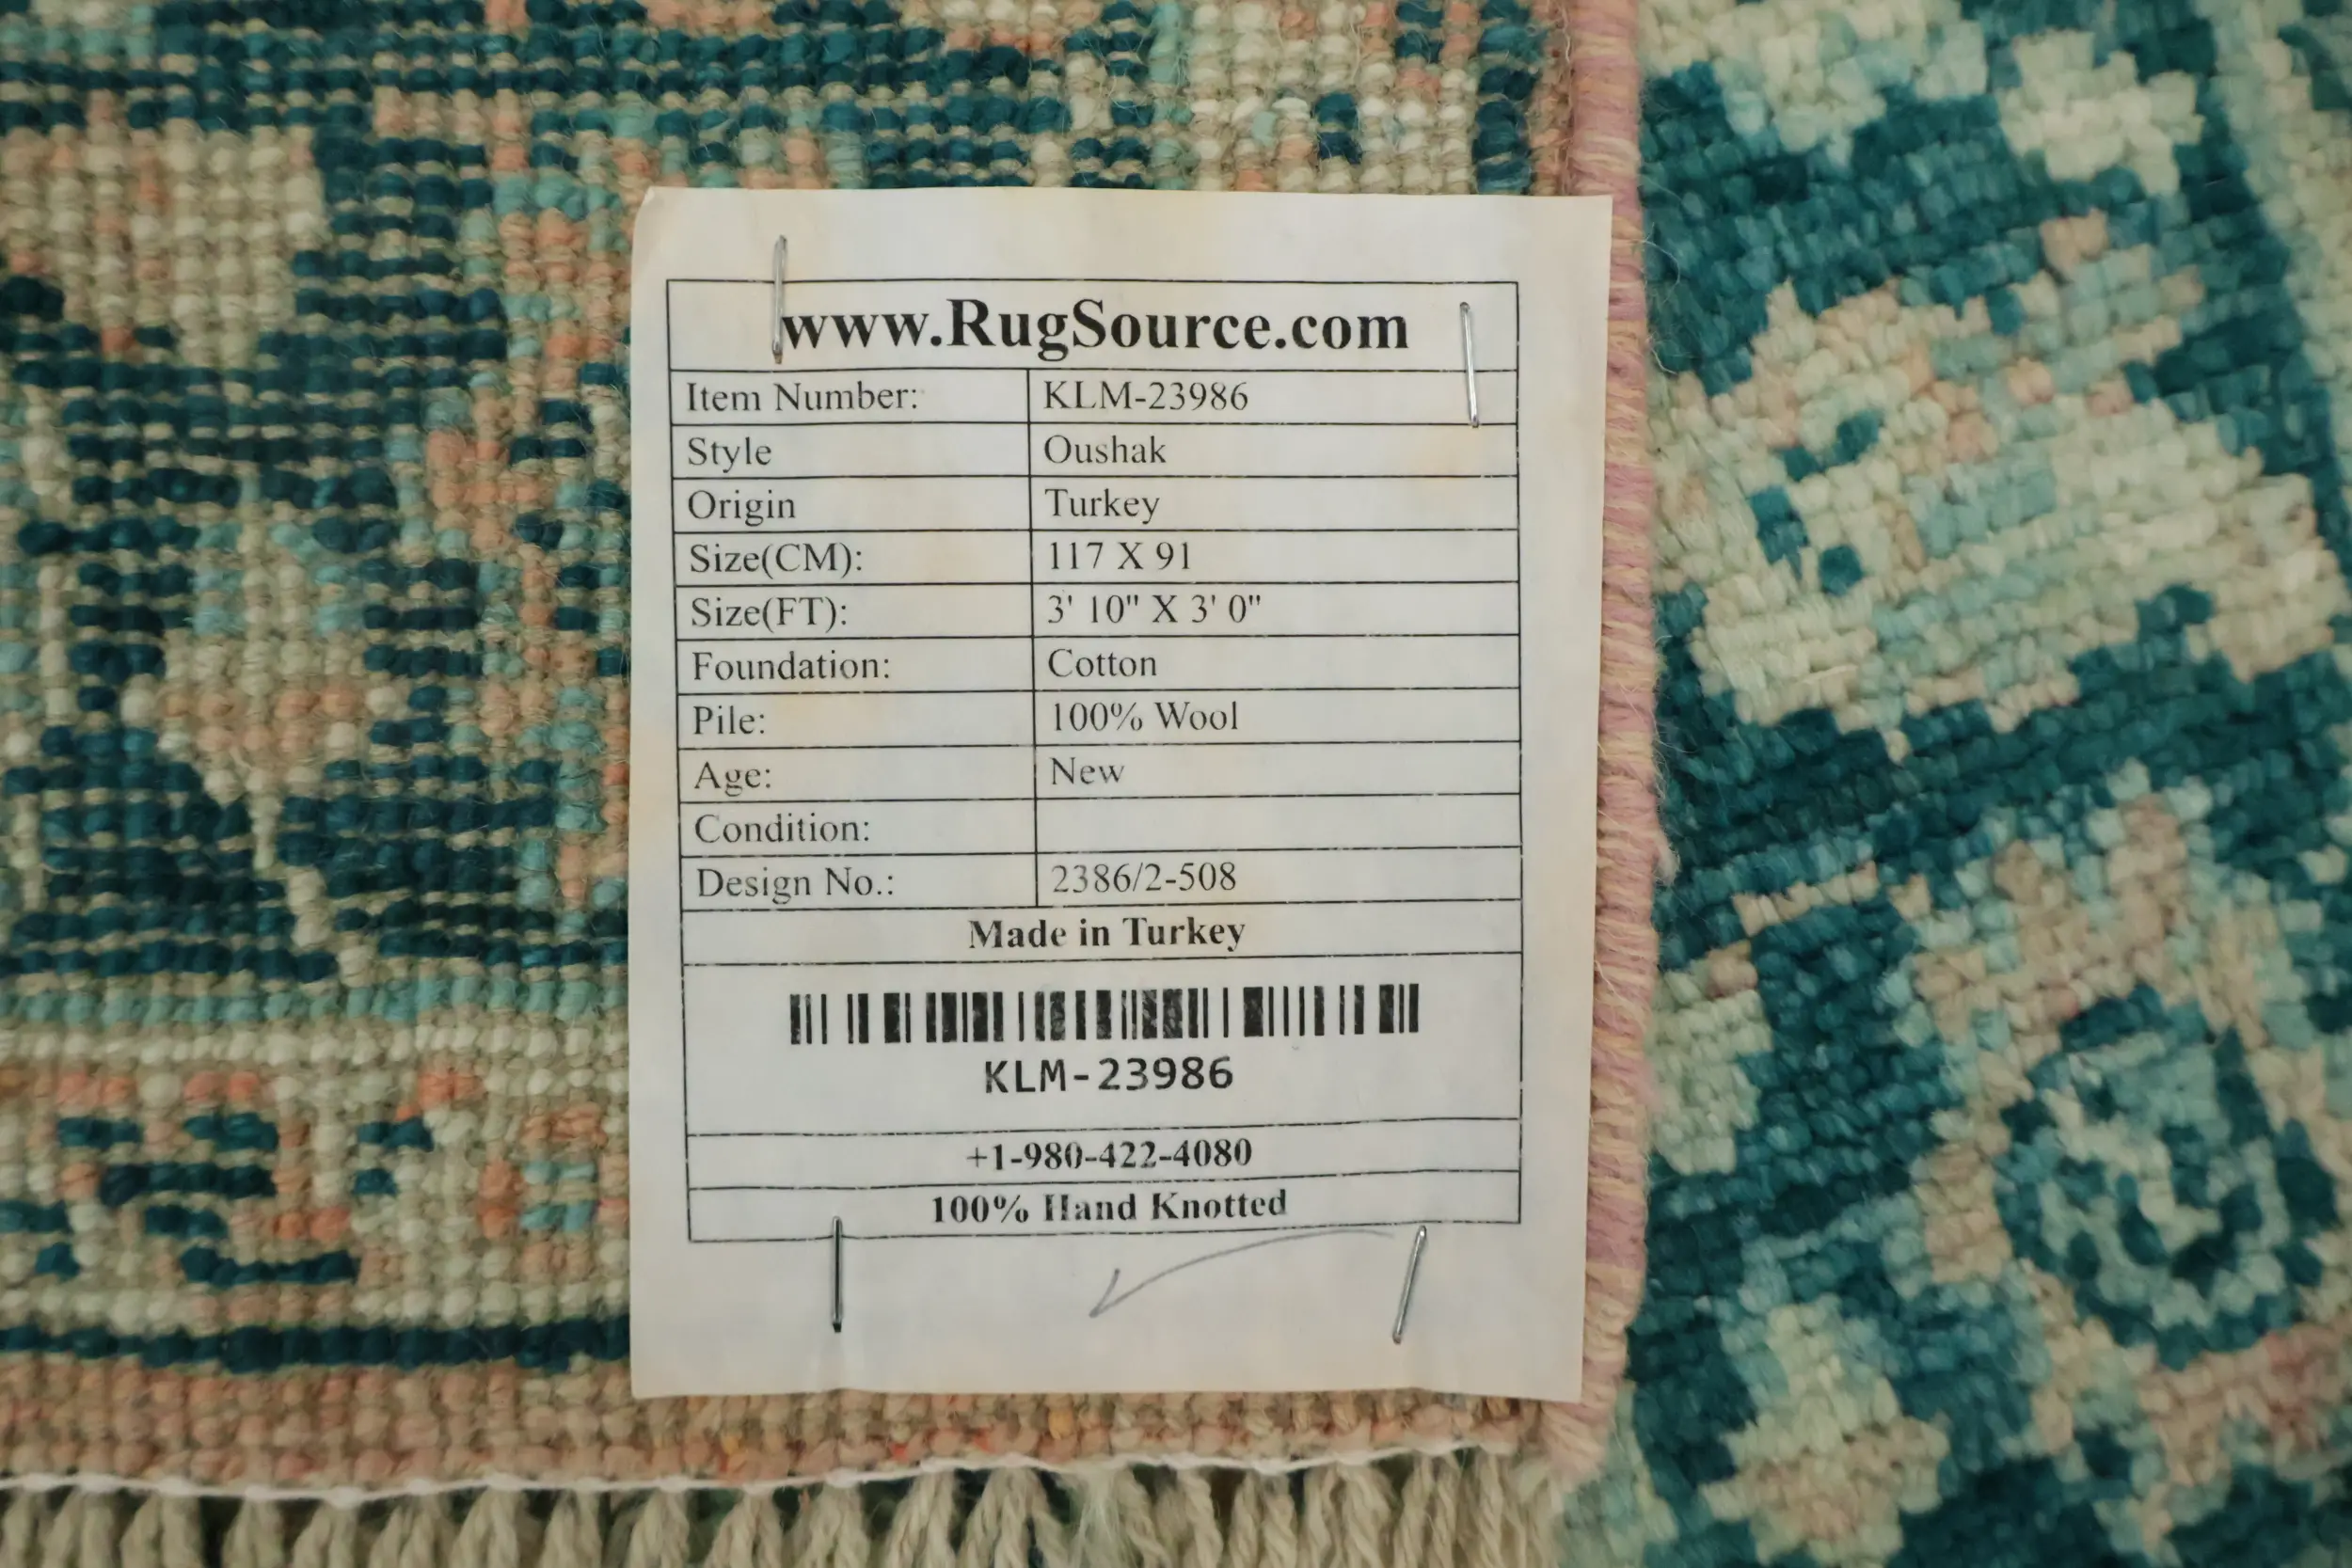 www.RugSource.com
Item Number: KLM-23986
Style Oushak
Origin Turkey
Size(CM): 117 X 91
Size(FT): 3' 10" X 3' 0"
Foundation: Cotton
Pile: 100% Wool
Age: New
Condition:
Design No.: 2386/2-508
Made in Turkey
KLM-23986
+1-980-422-4080
100% Hand Knotted